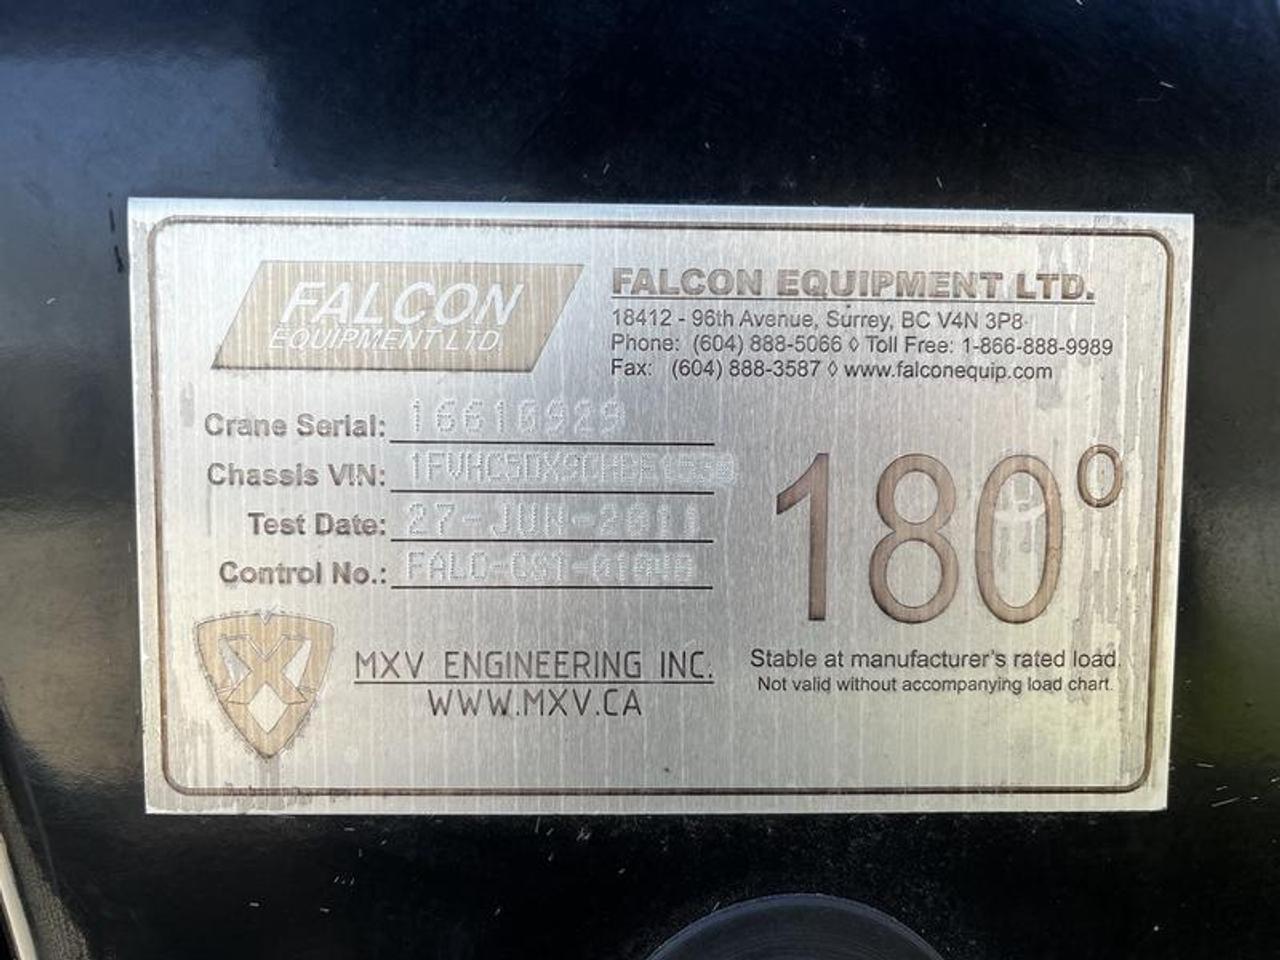 FALCON
EQUIPMENT LTD.
FALCON EQUIPMENT LTD.
18412 - 96th Avenue, Surrey, BC V4N 3P8
Phone: (604) 888-5066 ◊ Toll Free: 1-866-888-9989
Fax: (604) 888-3587 ◊ www.falconequip.com
Crane Serial: 16610929
Chassis VIN:
Test Date: 27-JUN-2011
Control No.:
180°
MXV ENGINEERING INC.
WWW.MXV.CA
Stable at manufacturer's rated load.
Not valid without accompanying load chart.